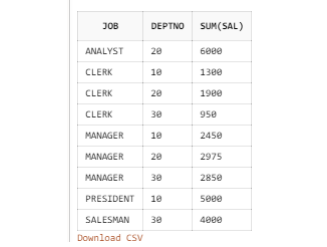 JOB DEPTNO SUM(SAL)
ANALYST 20 6000
CLERK 10 1300
CLERK 20 1900
CLERK 30 950
MANAGER 10 2450
MANAGER 20 2975
MANAGER 30 2850
PRESIDENT 10 5000
SALESMAN 30 4000
Download CSV